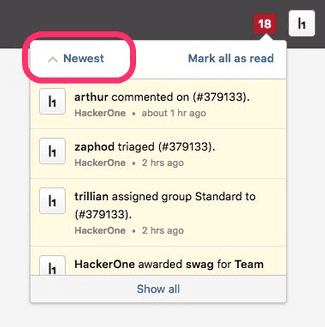 18
Newest
Mark all as read
arthur commented on (#379133).
HackerOne • about 1 hr ago
zaphod triaged (#379133).
HackerOne • 2 hrs ago
trillian assigned group Standard to
(#379133).
HackerOne • 2 hrs ago
HackerOne awarded swag for Team
Show all